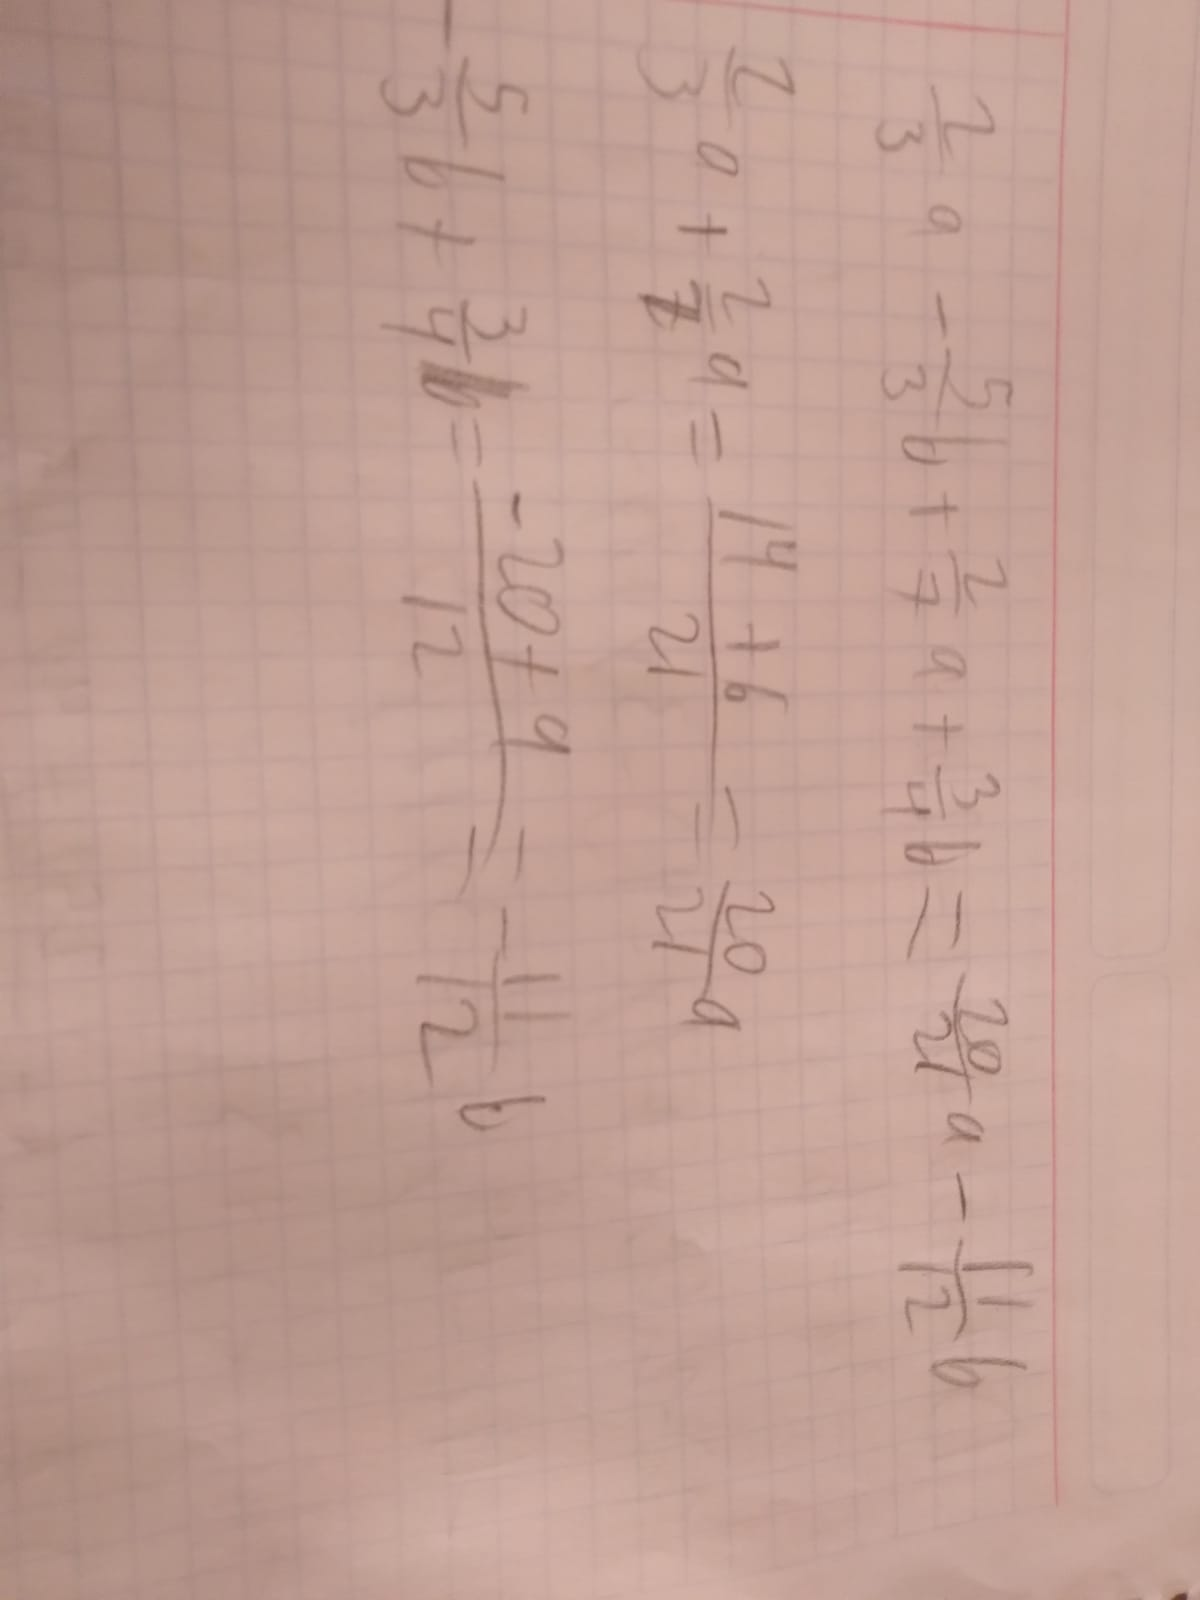 2/3 a - 5/3 b + 2/7 a + 3/4 b = 20/21 a - 11/12 b
2/3 a + 2/7 a = 14 + 6/21 = 20/21 a
- 5/3 b + 3/4 b = -20 + 9/12 = - 11/12 b